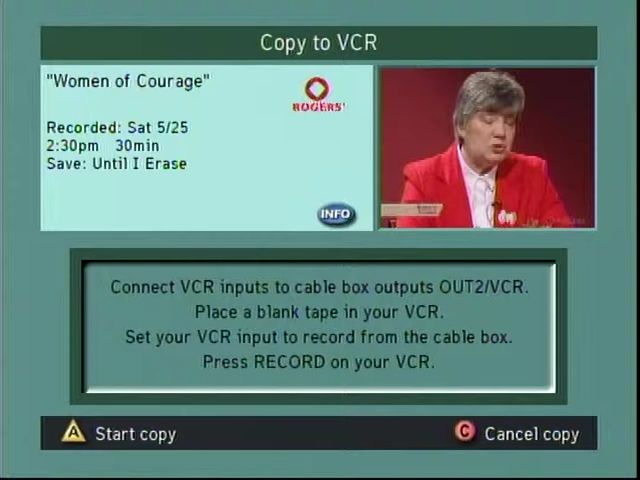 Copy to VCR
"Women of Courage"
ROGERS
Recorded: Sat 5/25
2:30pm 30min
Save: Until I Erase
INFO
Connect VCR inputs to cable box outputs OUT2/VCR.
Place a blank tape in your VCR.
Set your VCR input to record from the cable box.
Press RECORD on your VCR.
A Start copy
C Cancel copy